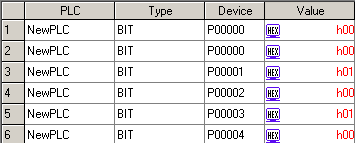 PLC Type Device Value
1 NewPLC BIT P00000 HEX h00
2 NewPLC BIT P00000 HEX h00
3 NewPLC BIT P00001 HEX h01
4 NewPLC BIT P00002 HEX h00
5 NewPLC BIT P00003 HEX h01
6 NewPLC BIT P00004 HEX h00